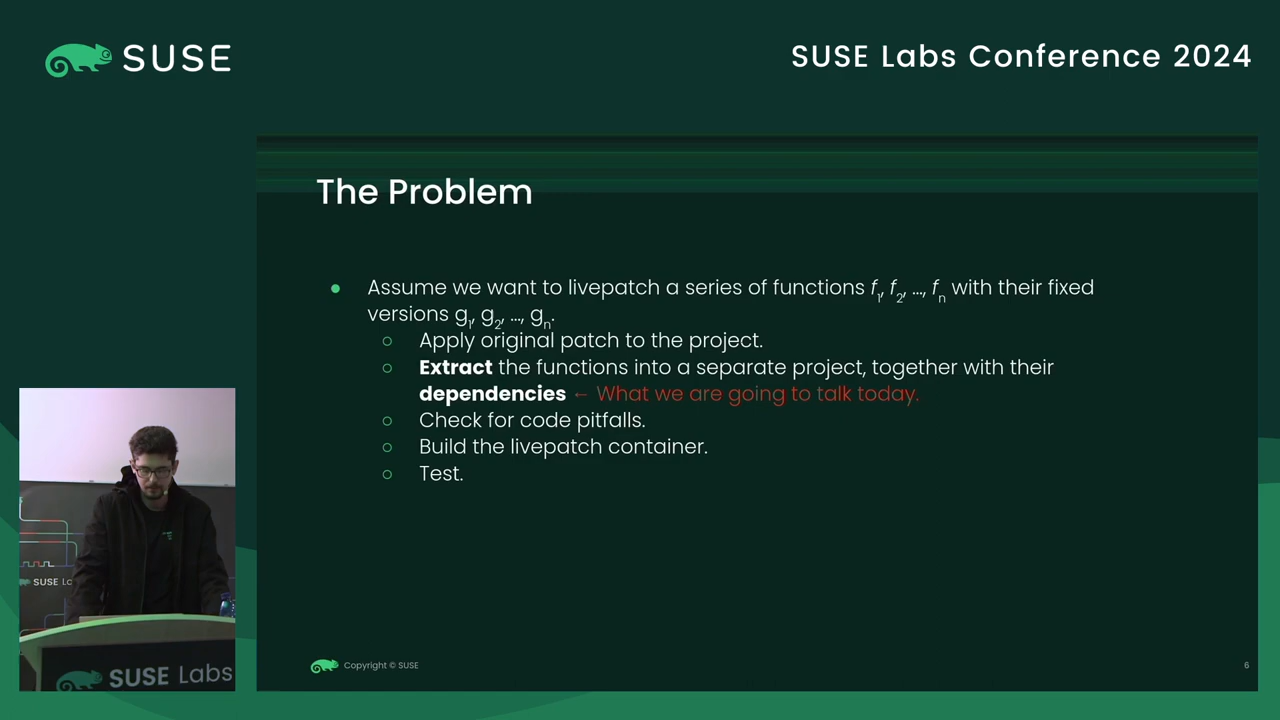 SUSE
SUSE Labs Conference 2024
The Problem
● Assume we want to livepatch a series of functions f1, f2, ..., fn with their fixed
versions g1, g2, ..., gn.
○ Apply original patch to the project.
○ Extract the functions into a separate project, together with their
dependencies ← What we are going to talk today.
○ Check for code pitfalls.
○ Build the livepatch container.
○ Test.
SUSE La
SUSE Labs
Copyright © SUSE
6